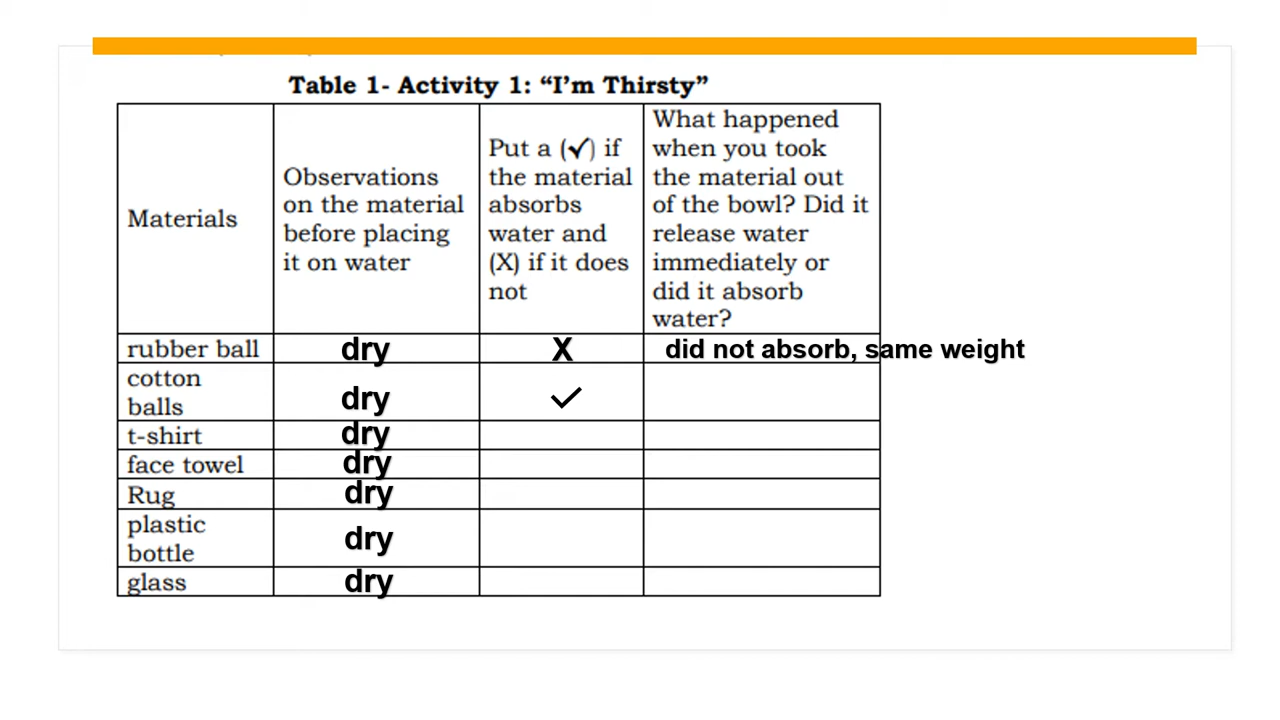 Table 1- Activity 1: “I’m Thirsty”
Materials
Observations
on the material
before placing
it on water
Put a (✓) if
the material
absorbs
water and
(X) if it does
not
What happened
when you took
the material out
of the bowl? Did it
release water
immediately or
did it absorb
water?
rubber ball
dry
X
did not absorb, same weight
cotton
balls
dry
✓
t-shirt
dry
face towel
dry
Rug
dry
plastic
bottle
dry
glass
dry